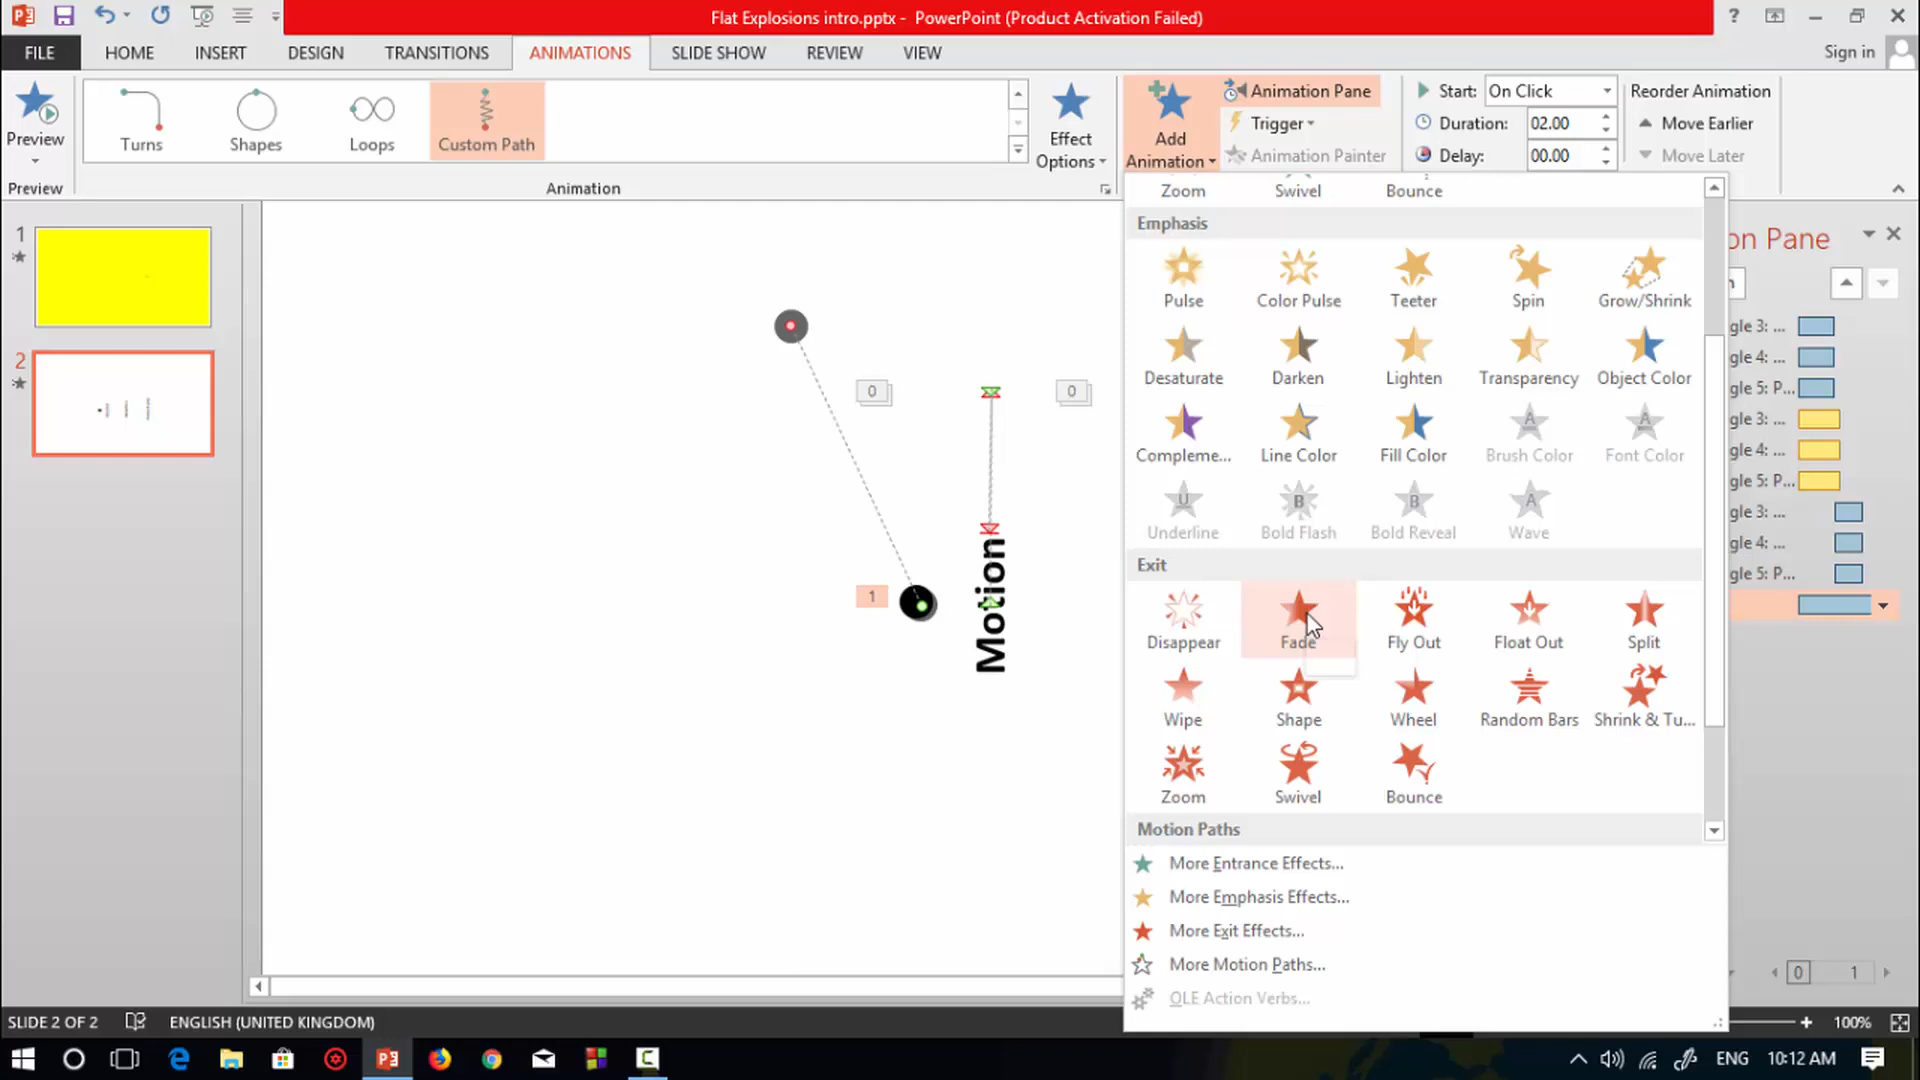 Flat Explosions intro.pptx - PowerPoint (Product Activation Failed)
FILE HOME INSERT DESIGN TRANSITIONS ANIMATIONS SLIDE SHOW REVIEW VIEW Sign in
Preview
Preview
Turns Shapes Loops Custom Path
Animation
Effect
Options
Add
Animation
Animation Pane
Trigger
Animation Painter
Start: On Click
Duration: 02.00
Delay: 00.00
Reorder Animation
Move Earlier
Move Later
1
2
0
0
1
Motion
Zoom Swivel Bounce
Emphasis
Pulse Color Pulse Teeter Spin Grow/Shrink
Desaturate Darken Lighten Transparency Object Color
Compleme... Line Color Fill Color Brush Color Font Color
Underline Bold Flash Bold Reveal Wave
Exit
Disappear Fade Fly Out Float Out Split
Wipe Shape Wheel Random Bars Shrink & Tu...
Zoom Swivel Bounce
Motion Paths
More Entrance Effects...
More Emphasis Effects...
More Exit Effects...
More Motion Paths...
OLE Action Verbs...
on Pane
gle 3: ...
gle 4: ...
gle 5: P...
gle 3: ...
gle 4: ...
gle 5: P...
gle 3: ...
gle 4: ...
gle 5: P...
0 1
SLIDE 2 OF 2 ENGLISH (UNITED KINGDOM) 100%
ENG 10:12 AM